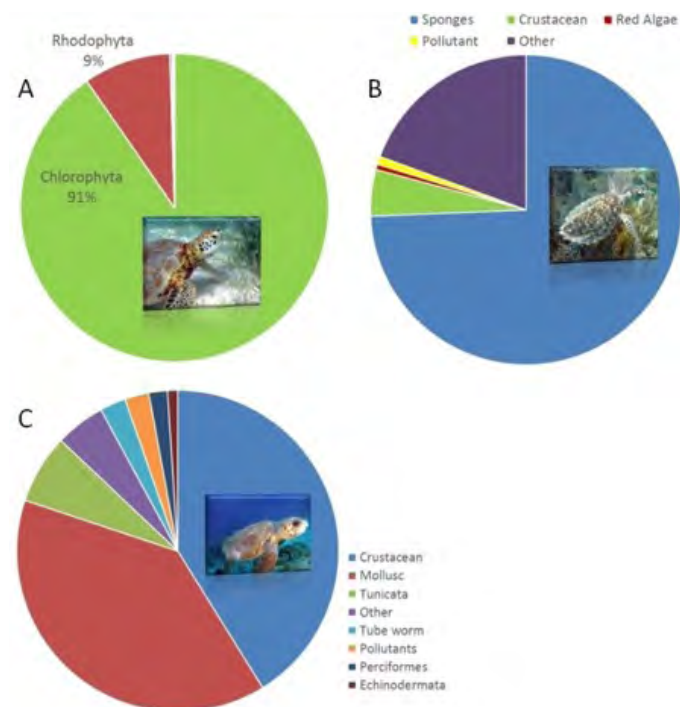 Rhodophyta
9%
A
Chlorophyta
91%
Sponges Crustacean Red Algae
Pollutant Other
B
C
Crustacean
Mollusc
Tunicata
Other
Tube worm
Pollutants
Perciformes
Echinodermata